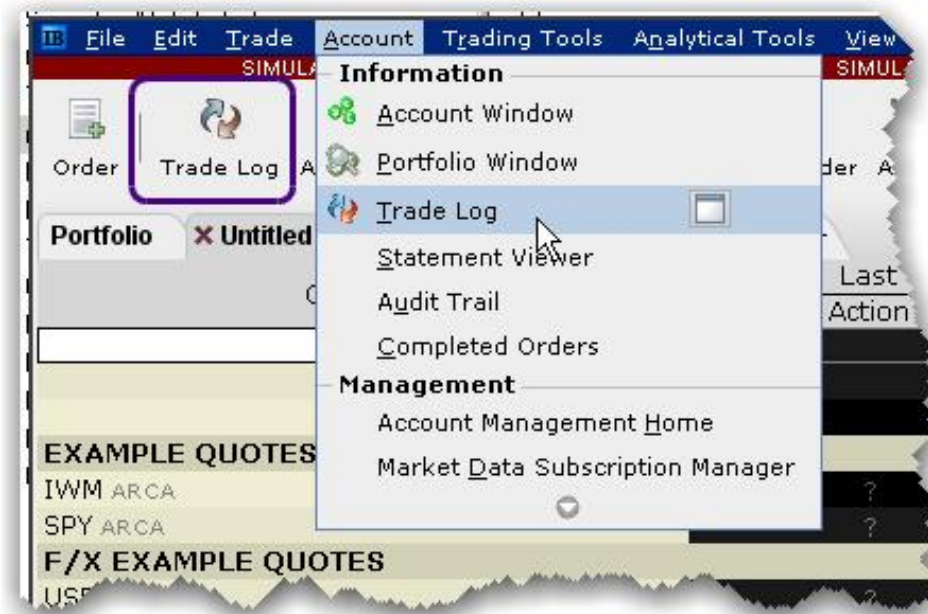 IB File Edit Trade Account Trading Tools Analytical Tools View
SIMUL SIMUL
Information
Account Window
Portfolio Window
Order Trade Log A der A
Trade Log
Portfolio Untitled
Statement Viewer
Last
Audit Trail
Action
Completed Orders
Management
Account Management Home
EXAMPLE QUOTES
Market Data Subscription Manager
IWM ARCA ?
SPY ARCA ?
F/X EXAMPLE QUOTES